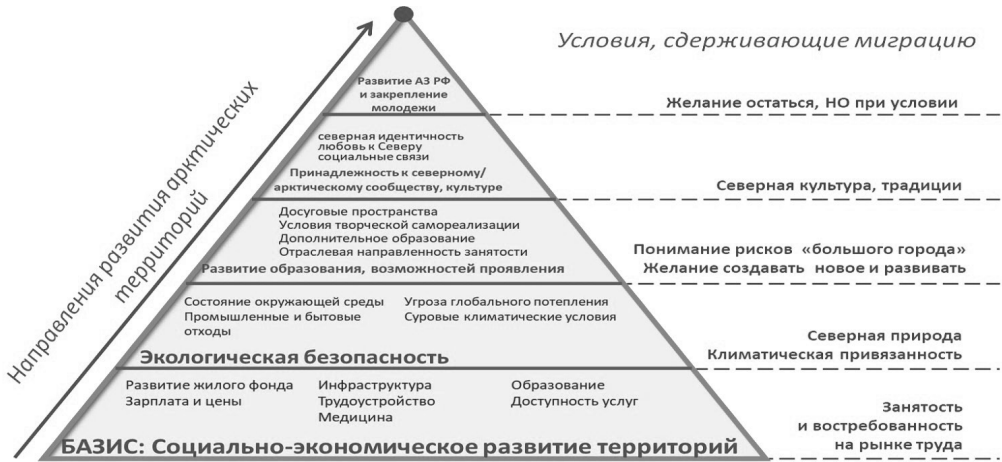 Условия, сдерживающие миграцию
Направления развития арктических
территорий
Развитие АЗ РФ
и закрепление
молодежи
Желание остаться, НО при условии
северная идентичность
любовь к Северу
социальные связи
Принадлежность к северному/
арктическому сообществу, культуре
Северная культура, традиции
Досуговые пространства
Условия творческой самореализации
Дополнительное образование
Отраслевая направленность занятости
Развитие образования, возможностей проявления
Понимание рисков «большого города»
Желание создавать новое и развивать
Состояние окружающей среды
Промышленные и бытовые
отходы
Угроза глобального потепления
Суровые климатические условия
Экологическая безопасность
Северная природа
Климатическая привязанность
Развитие жилого фонда
Зарплата и цены
Инфраструктура
Трудоустройство
Медицина
Образование
Доступность услуг
БАЗИС: Социально-экономическое развитие территорий
Занятость
и востребованность
на рынке труда